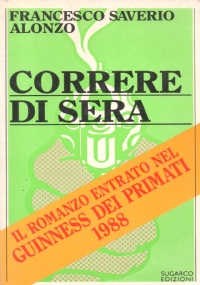 FRANCESCO SAVERIO
ALONZO
CORRERE
DI SERA
IL ROMANZO ENTRATO NEL
GUINNESS DEI PRIMATI
1988
SUGARCO
EDIZIONI